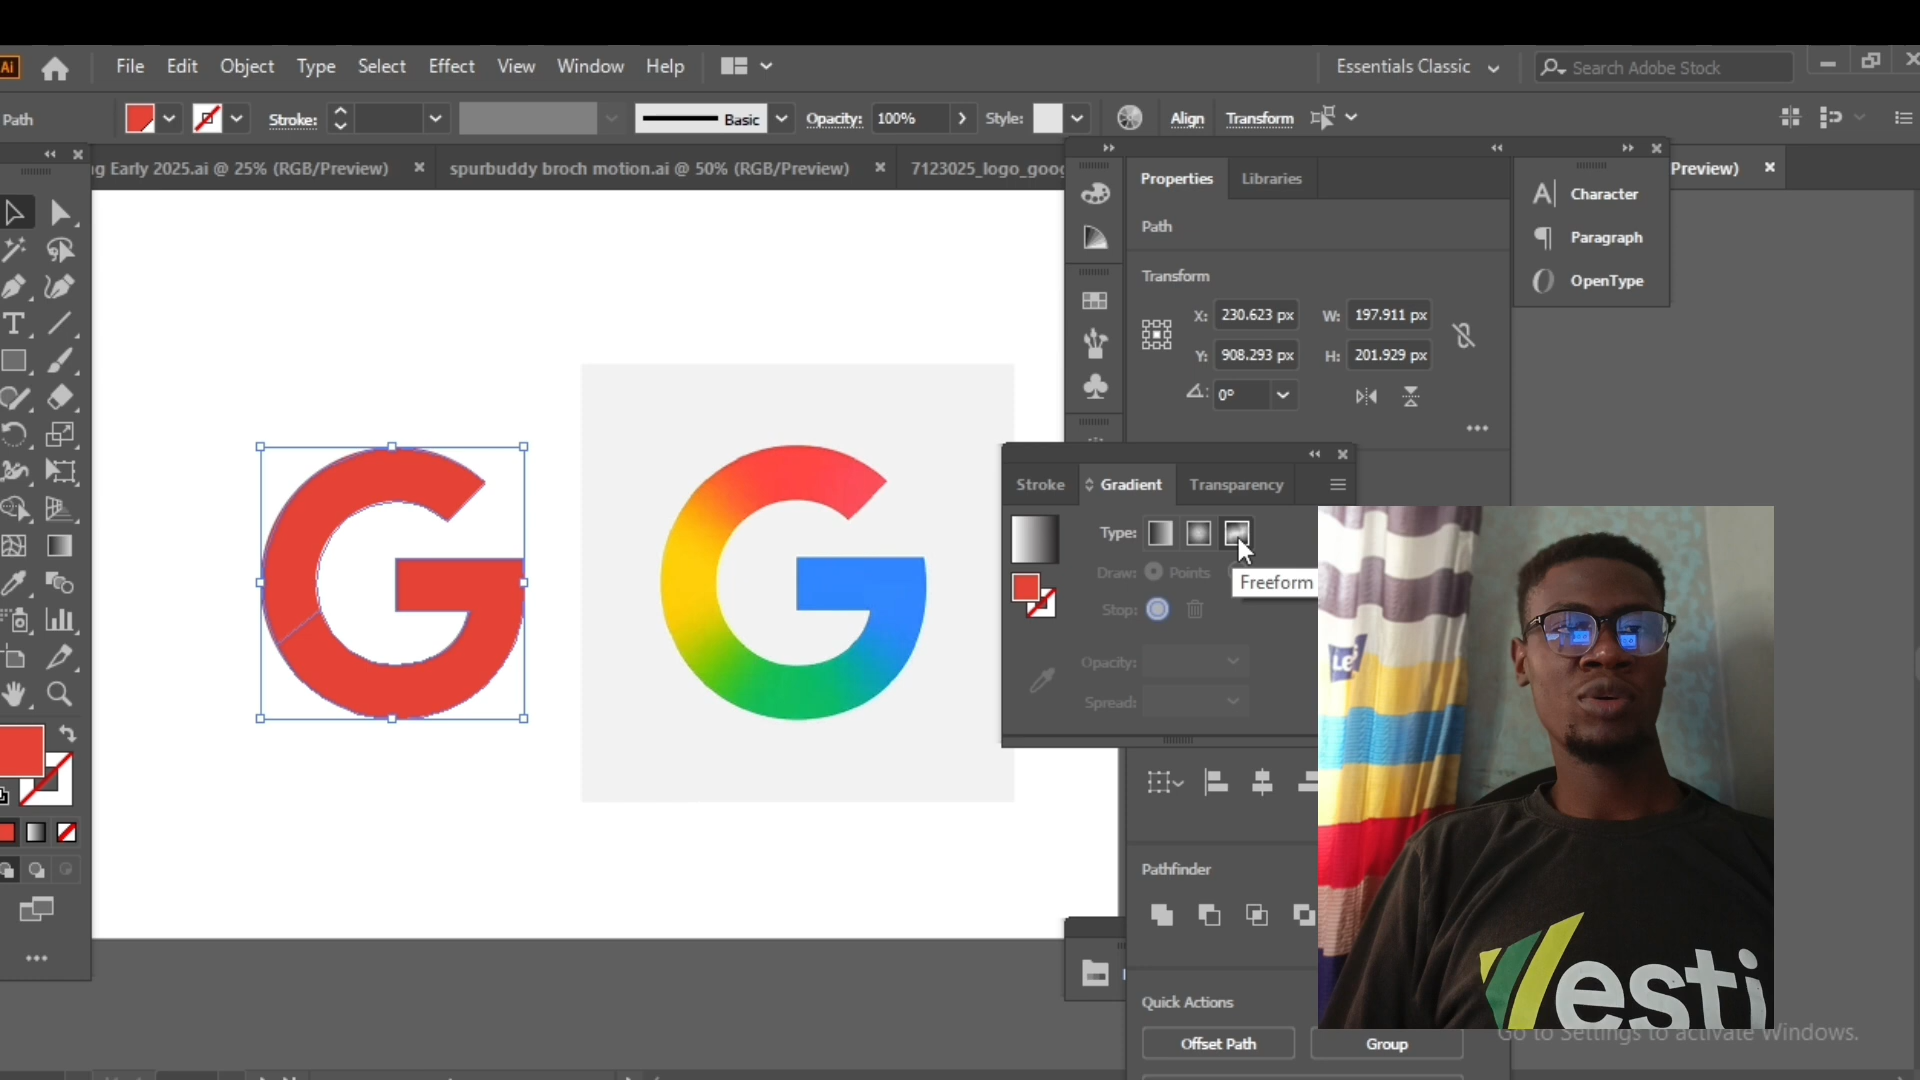 Ai File Edit Object Type Select Effect View Window Help Essentials Classic Search Adobe Stock
Path Stroke: Basic Opacity: 100% Style: Align Transform
ng Early 2025.ai @ 25% (RGB/Preview) × spurbuddy broch motion.ai @ 50% (RGB/Preview) × 7123025_logo_goog Preview) ×
Properties Libraries
Path
Transform
X: 230.623 px W: 197.911 px
Y: 908.293 px H: 201.929 px
0°
Character
Paragraph
OpenType
Stroke Gradient Transparency
Type:
Draw: Points
Freeform
Stop:
Opacity:
Spread:
Pathfinder
Quick Actions
Offset Path Group
G
G
Vesti
Go to Settings to activate Windows.